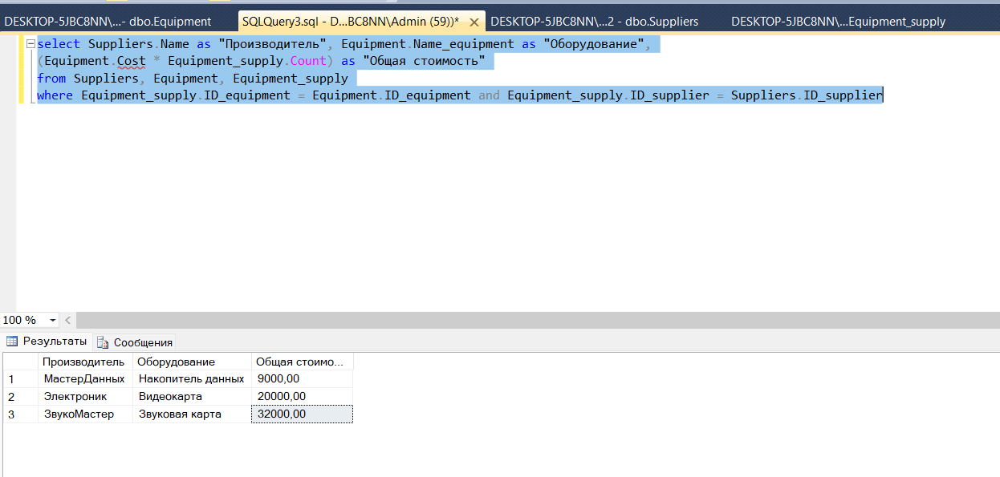 DESKTOP-5JBC8NN\...- dbo.Equipment SQLQuery3.sql - D...BC8NN\Admin (59))* DESKTOP-5JBC8NN\...2 - dbo.Suppliers DESKTOP-5JBC8NN\...Equipment_supply
select Suppliers.Name as "Производитель", Equipment.Name_equipment as "Оборудование",
(Equipment.Cost * Equipment_supply.Count) as "Общая стоимость"
from Suppliers, Equipment, Equipment_supply
where Equipment_supply.ID_equipment = Equipment.ID_equipment and Equipment_supply.ID_supplier = Suppliers.ID_supplier
100 %
Результаты Сообщения
Производитель Оборудование Общая стоимо...
1 МастерДанных Накопитель данных 9000,00
2 Электроник Видеокарта 20000,00
3 ЗвукоМастер Звуковая карта 32000,00